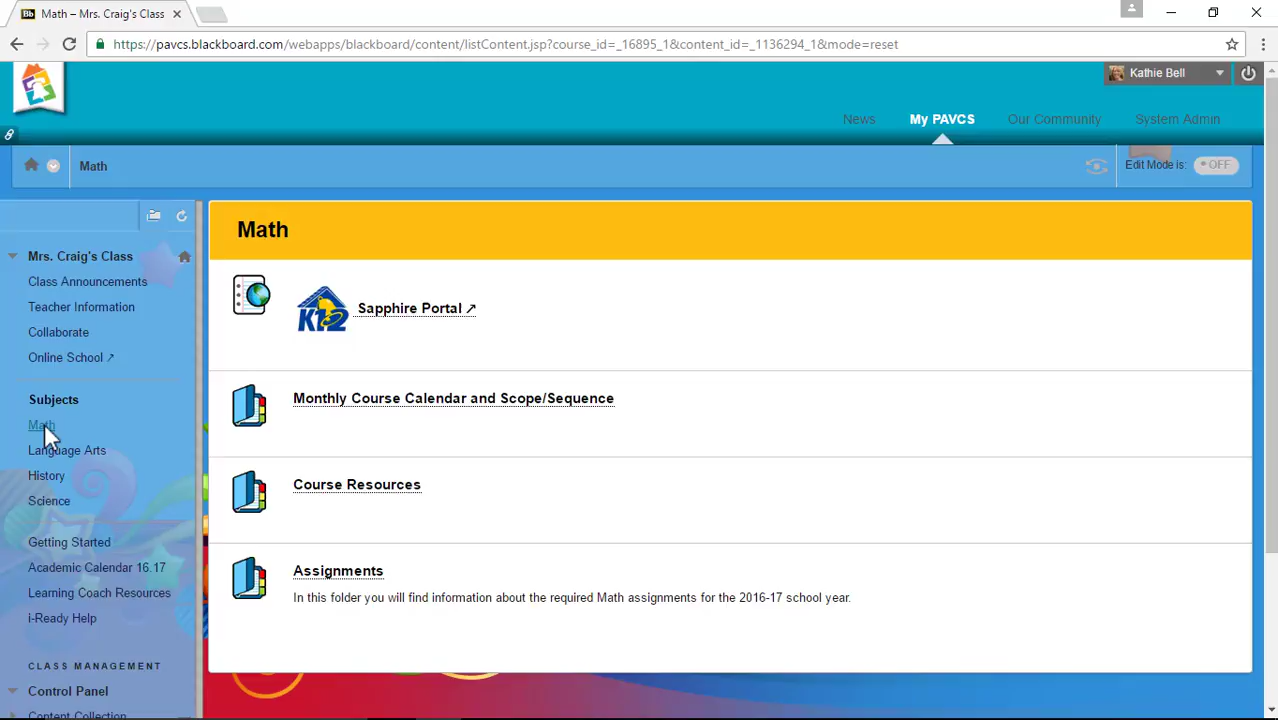 Bb Math – Mrs. Craig's Class
https://pavcs.blackboard.com/webapps/blackboard/content/listContent.jsp?course_id=_16895_1&content_id=_1136294_1&mode=reset
Kathie Bell
News My PAVCS Our Community System Admin
Math Edit Mode is: OFF
Mrs. Craig's Class
Class Announcements
Teacher Information
Collaborate
Online School
Subjects
Math
Language Arts
History
Science
Getting Started
Academic Calendar 16.17
Learning Coach Resources
i-Ready Help
CLASS MANAGEMENT
Control Panel
Content Collection
Math
K12 Sapphire Portal
Monthly Course Calendar and Scope/Sequence
Course Resources
Assignments
In this folder you will find information about the required Math assignments for the 2016-17 school year.